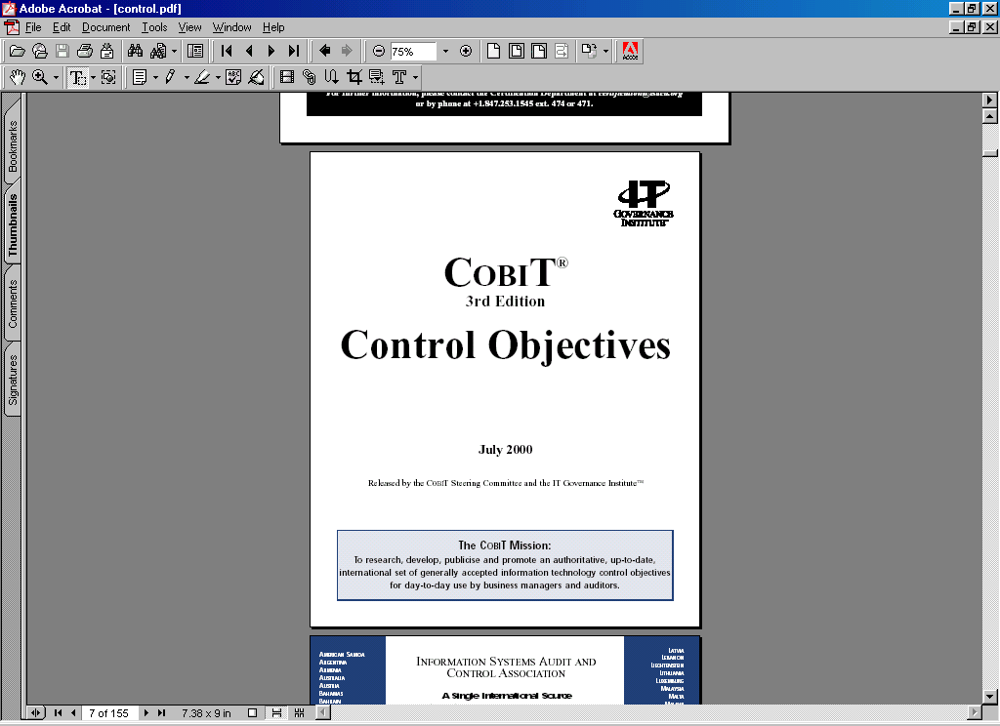 Adobe Acrobat - [control.pdf]
File Edit Document Tools View Window Help
75%
Adobe
T
ABC
T
Bookmarks
Thumbnails
Comments
Signatures
For further information, please contact the Certification Department at certification@isaca.org
or by phone at +1.847.253.1545 ext. 474 or 471.
IT
GOVERNANCE
INSTITUTE™
COBIT®
3rd Edition
Control Objectives
July 2000
Released by the COBIT Steering Committee and the IT Governance Institute™
The COBIT Mission:
To research, develop, publicise and promote an authoritative, up-to-date,
international set of generally accepted information technology control objectives
for day-to-day use by business managers and auditors.
AMERICAN SAMOA
ARGENTINA
ARMENIA
AUSTRALIA
AUSTRIA
BAHAMAS
BAHRAIN
INFORMATION SYSTEMS AUDIT AND
CONTROL ASSOCIATION
A Single International Source
LATVIA
LEBANON
LIECHTENSTEIN
LITHUANIA
LUXEMBURG
MALAYSIA
MALTA
7 of 155
7.38 x 9 in